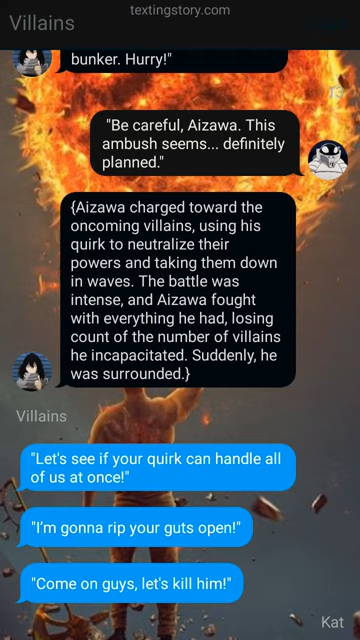 textingstory.com
Villains
bunker. Hurry!"
"Be careful, Aizawa. This
ambush seems... definitely
planned."
{Aizawa charged toward the
oncoming villains, using his
quirk to neutralize their
powers and taking them down
in waves. The battle was
intense, and Aizawa fought
with everything he had, losing
count of the number of villains
he incapacitated. Suddenly, he
was surrounded.}
Villains
"Let's see if your quirk can handle all
of us at once!"
"I'm gonna rip your guts open!"
"Come on guys, let's kill him!"
Kat